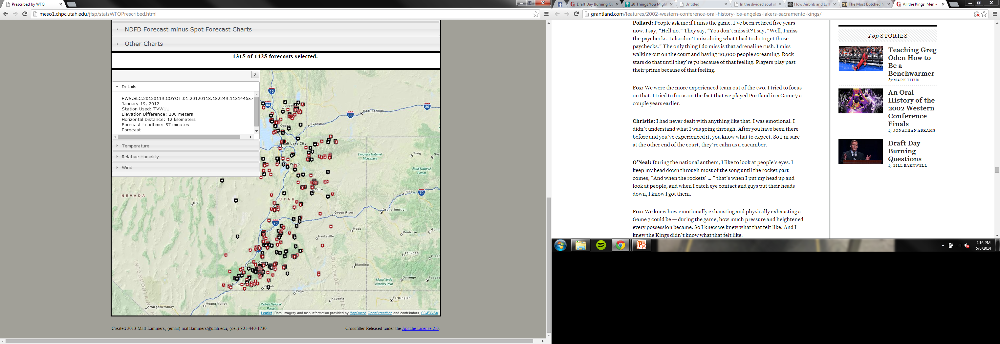 Prescribed by WFO
meso1.chpc.utah.edu/jfsp/statsWFOPrescribed.html
NDFD Forecast minus Spot Forecast Charts
Other Charts
1315 of 1425 forecasts selected.
X
Details
FWS.SLC.20120119.COYOT.01.20120118.182249.113144657
January 19, 2012
Station Used: TVWU1
Elevation Difference: 208 meters
Horizontal Distance: 12 kilometers
Forecast Leadtime: 57 minutes
Forecast
Temperature
Relative Humidity
Wind
15
84
Logan
80
80
Rock Springs
Ogden
Evanston
Salt Lake City
Dinosaur National
Monument
Craig
Provo
Routt National
Forest
Price
Rifle
70
NEVADA
Ely
UTAH
Grand Junction
Green River
70
Moab
Montrose
Gunn
Hanksville
Telluride
Blanding
COLORADO PLATEA
Mesa Verde
National Park
Durango
Pagosa
INTERMONTAIN
Page
Kayenta
Farmington
Moapa Valley
Amargosa Valley
Kaibab National
Forest
Leaflet | Data, imagery and map information provided by MapQuest, OpenStreetMap and contributors, CC-BY-SA
Created 2013 Matt Lammers, (email) matt.lammers@utah.edu, (cell) 801-440-1730
Crossfilter Released under the Apache License 2.0.
Draft Day Burning Qu
20 Things You Might
Untitled
In the divided soul of
How Airbnb and Lyft
The Most Botched N
All the Kings' Men «
grantland.com/features/2002-western-conference-oral-history-los-angeles-lakers-sacramento-kings/
Pollard: People ask me if I miss the game. I've been retired five years
now. I say, “Hell no.” They say, “You don't miss it? I say, “Well, I miss
the paychecks. I also don't miss doing what I had to do to get those
paychecks.” The only thing I do miss is that adrenaline rush. I miss
walking out on the court and having 20,000 people screaming. Rock
stars do that until they're 70 because of that feeling. Players play past
their prime because of that feeling.
Fox: We were the more experienced team out of the two. I tried to focus
on that. I tried to focus on the fact that we played Portland in a Game 7 a
couple years earlier.
Christie: I had never dealt with anything like that. I was emotional. I
didn't understand what I was going through. After you have been there
before and you've experienced it, you know what to expect. So I'm sure
at the other end of the court, they're calm as a cucumber.
O'Neal: During the national anthem, I like to look at people's eyes. I
keep my head down through most of the song until the rocket part
comes, “And when the rockets' … ” that's when I put my head up and
look at people, and when I catch eye contact and guys put their heads
down, I know I got them.
Fox: We knew how emotionally exhausting and physically exhausting a
Game 7 could be — during the game, how much pressure and heightened
every possession became. So I knew we knew what that felt like. And I
knew the Kings didn't know what that felt like.
Top STORIES
Teaching Greg
Oden How to
Be a
Benchwarmer
by MARK TITUS
An Oral
History of the
2002 Western
Conference
Finals
by JONATHAN ABRAMS
Draft Day
Burning
Questions
by BILL BARNWELL
4:16 PM
5/8/2014